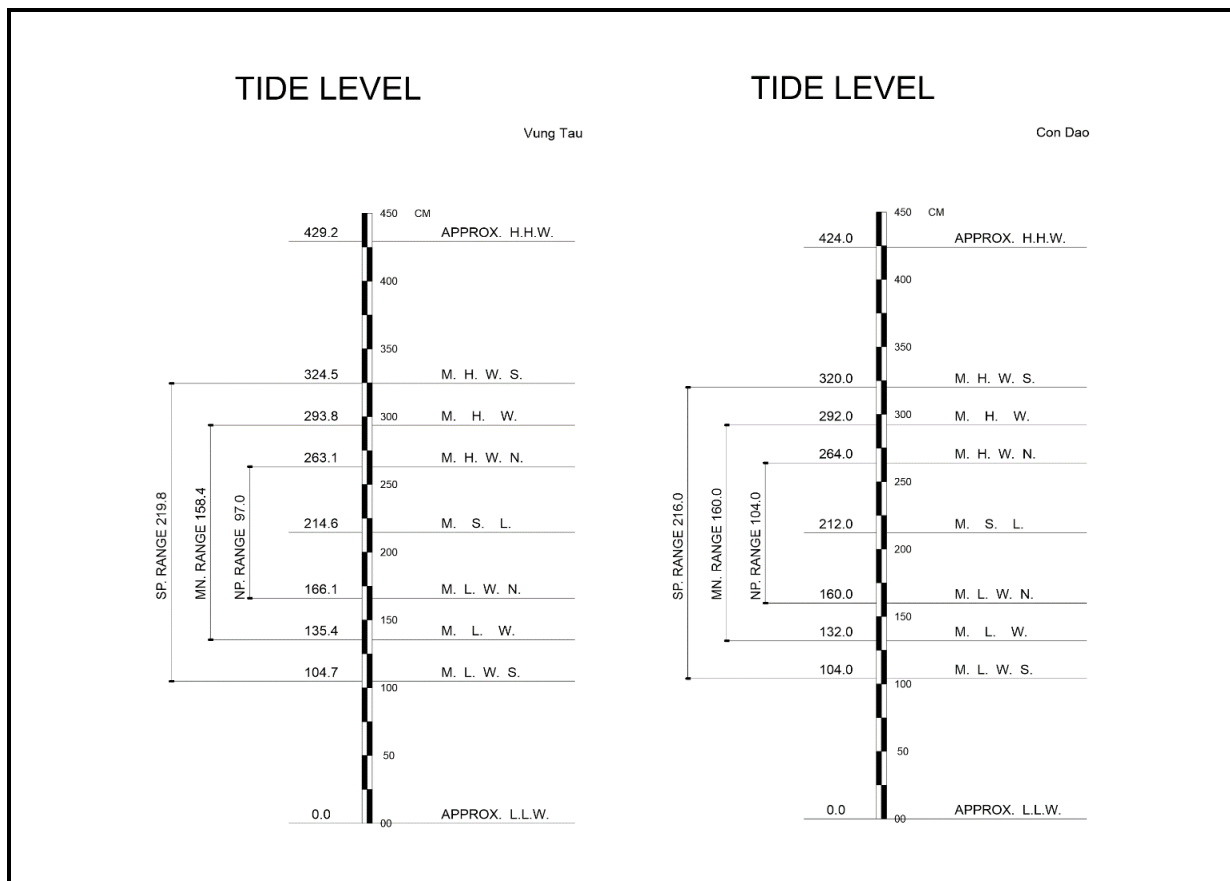 TIDE LEVEL
Vung Tau
450 CM
429.2 APPROX. H.H.W.
400
350
324.5 M. H. W. S.
293.8 M. H. W.
300
263.1 M. H. W. N.
250
214.6 M. S. L.
200
166.1 M. L. W. N.
150
135.4 M. L. W.
104.7 M. L. W. S.
100
50
0.0 APPROX. L.L.W.
00
SP. RANGE 219.8
MN. RANGE 158.4
NP. RANGE 97.0
TIDE LEVEL
Con Dao
450 CM
424.0 APPROX. H.H.W.
400
350
320.0 M. H. W. S.
292.0 M. H. W.
300
264.0 M. H. W. N.
250
212.0 M. S. L.
200
160.0 M. L. W. N.
150
132.0 M. L. W.
104.0 M. L. W. S.
100
50
0.0 APPROX. L.L.W.
00
SP. RANGE 216.0
MN. RANGE 160.0
NP. RANGE 104.0